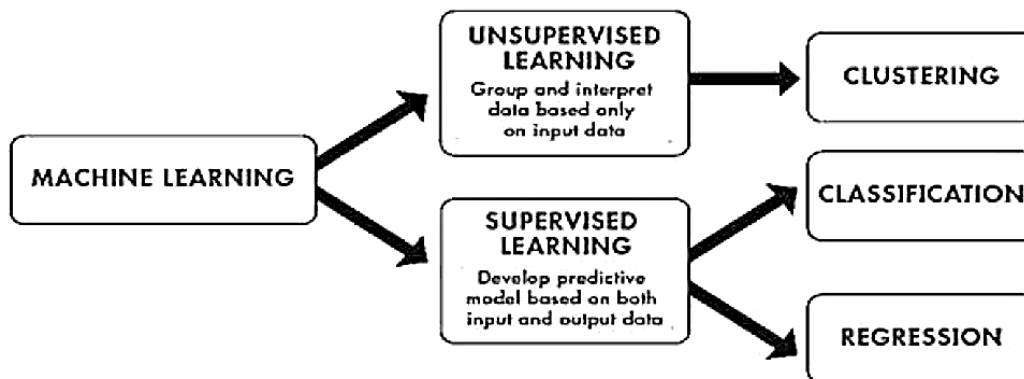 MACHINE LEARNING
UNSUPERVISED
LEARNING
Group and interpret
data based only
on input data
CLUSTERING
SUPERVISED
LEARNING
Develop predictive
model based on both
input and output data
CLASSIFICATION
REGRESSION